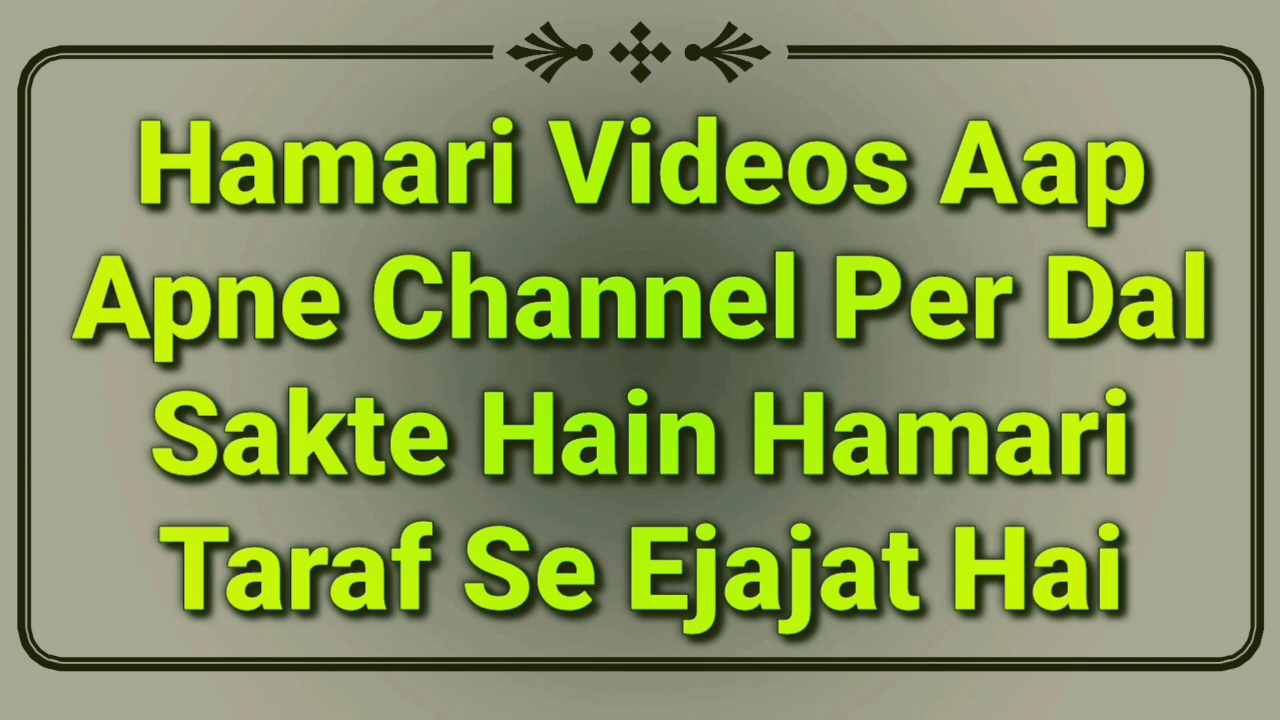 Hamari Videos Aap
Apne Channel Per Dal
Sakte Hain Hamari
Taraf Se Ejajat Hai